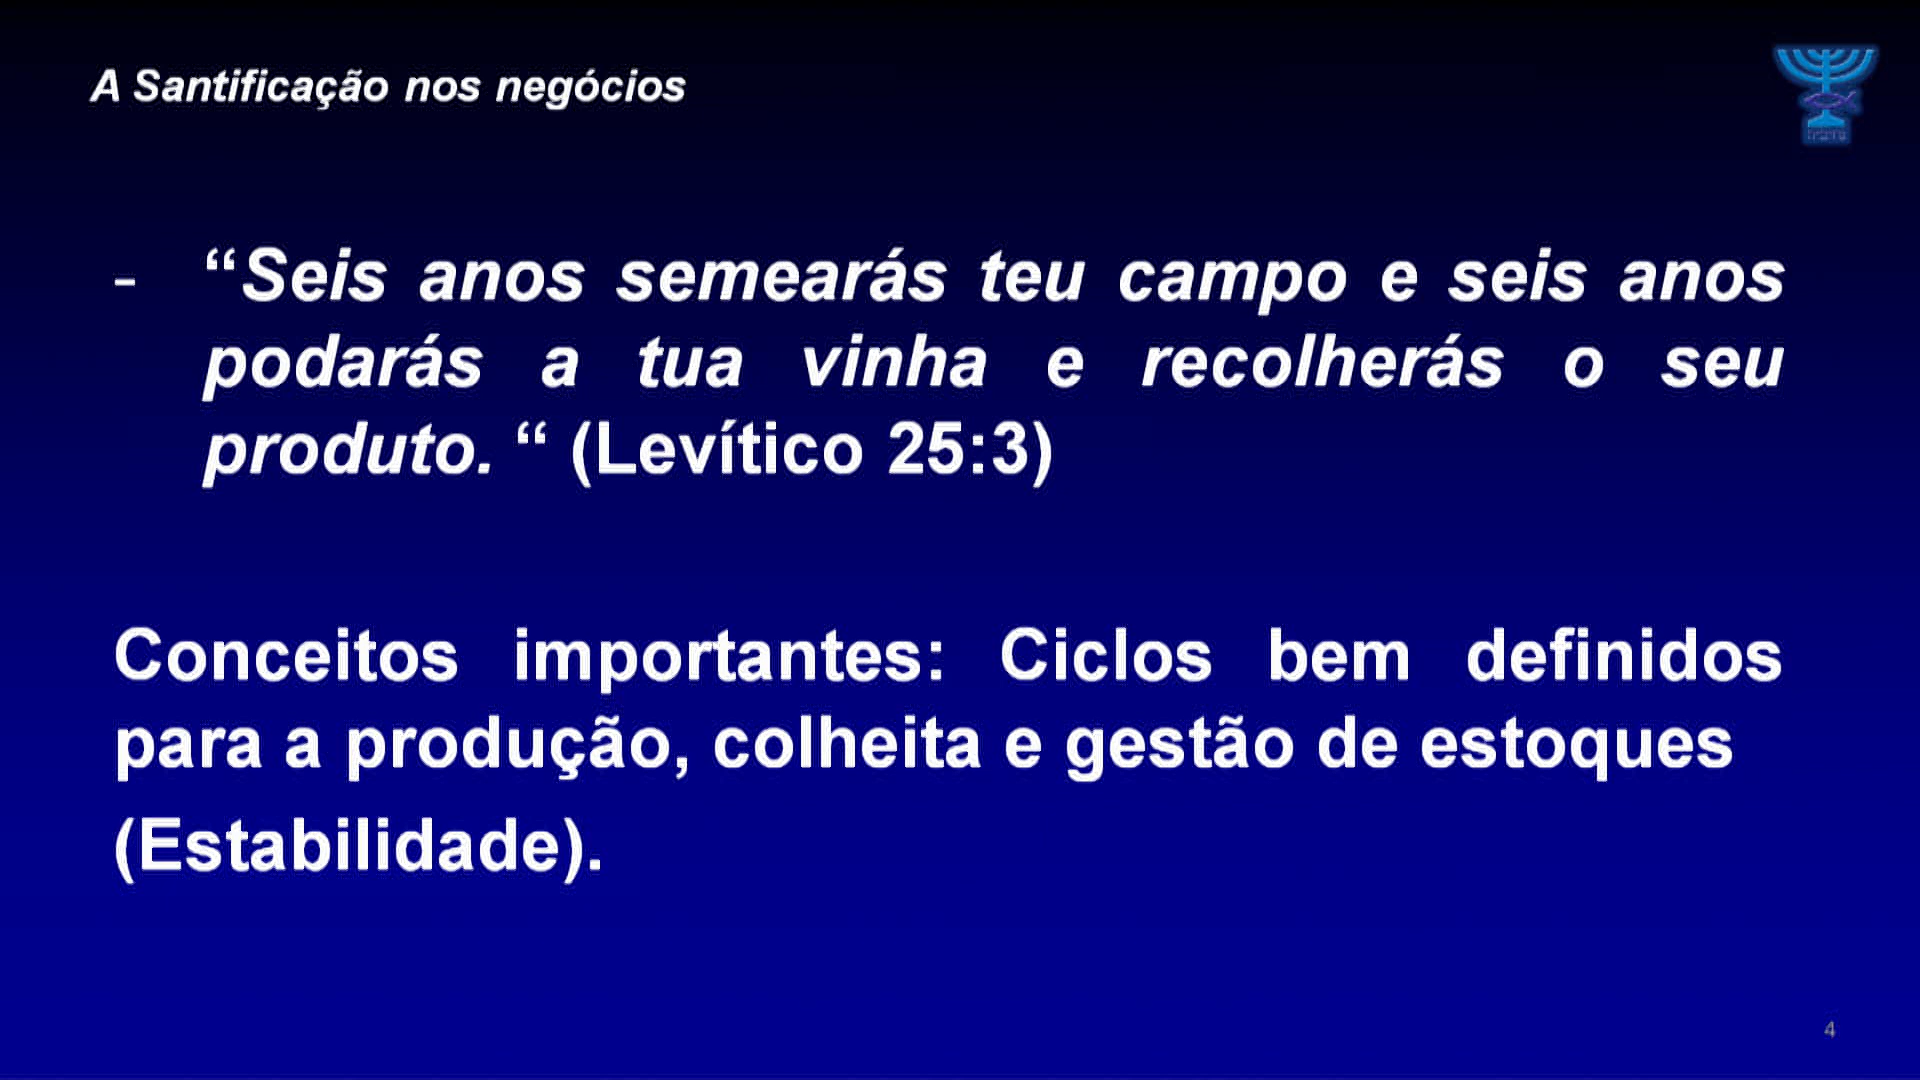 A Santificação nos negócios
- “Seis anos semearás teu campo e seis anos
podarás a tua vinha e recolherás o seu
produto. “ (Levítico 25:3)
Conceitos importantes: Ciclos bem definidos
para a produção, colheita e gestão de estoques
(Estabilidade).
4